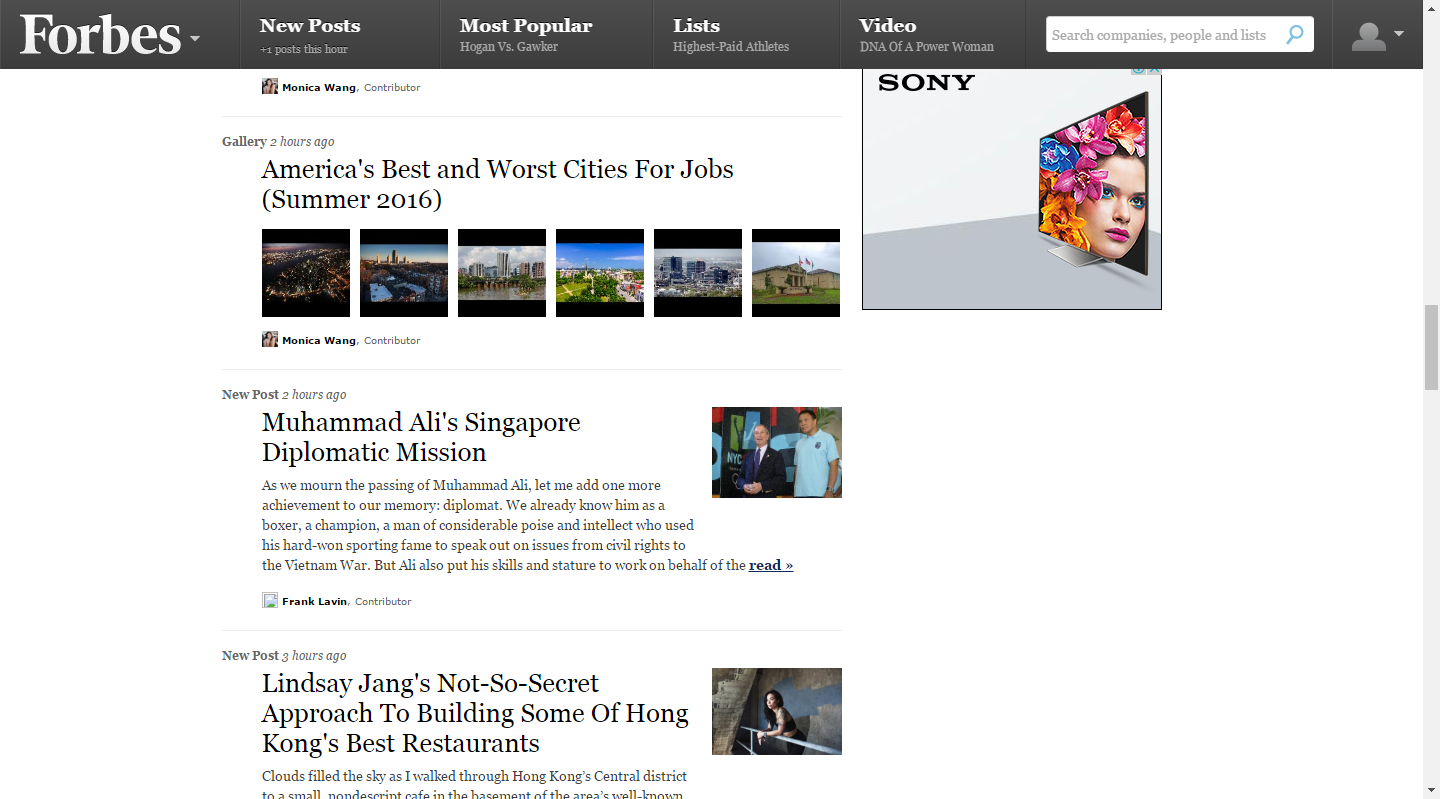 Forbes
New Posts
+1 posts this hour
Most Popular
Hogan Vs. Gawker
Lists
Highest-Paid Athletes
Video
DNA Of A Power Woman
Search companies, people and lists
Monica Wang, Contributor
SONY
Gallery 2 hours ago
America's Best and Worst Cities For Jobs
(Summer 2016)
Monica Wang, Contributor
New Post 2 hours ago
Muhammad Ali's Singapore
Diplomatic Mission
As we mourn the passing of Muhammad Ali, let me add one more
achievement to our memory: diplomat. We already know him as a
boxer, a champion, a man of considerable poise and intellect who used
his hard-won sporting fame to speak out on issues from civil rights to
the Vietnam War. But Ali also put his skills and stature to work on behalf of the read »
NYC
Frank Lavin, Contributor
New Post 3 hours ago
Lindsay Jang's Not-So-Secret
Approach To Building Some Of Hong
Kong's Best Restaurants
Clouds filled the sky as I walked through Hong Kong’s Central district
to a small, nondescript cafe in the basement of the area’s well-known